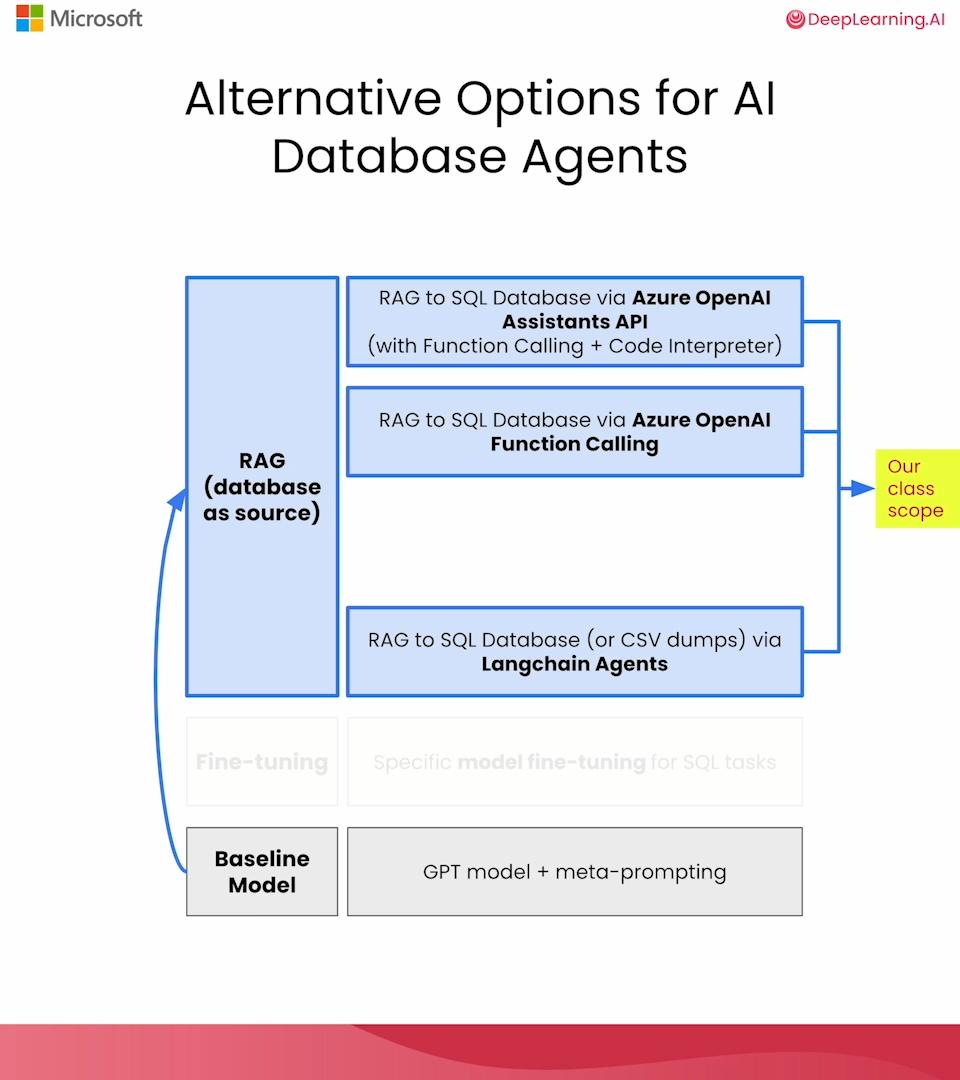 Microsoft
DeepLearning.AI
Alternative Options for AI
Database Agents
RAG
(database
as source)
RAG to SQL Database via Azure OpenAI
Assistants API
(with Function Calling + Code Interpreter)
RAG to SQL Database via Azure OpenAI
Function Calling
RAG to SQL Database (or CSV dumps) via
Langchain Agents
Our
class
scope
Fine-tuning
Specific model fine-tuning for SQL tasks
Baseline
Model
GPT model + meta-prompting